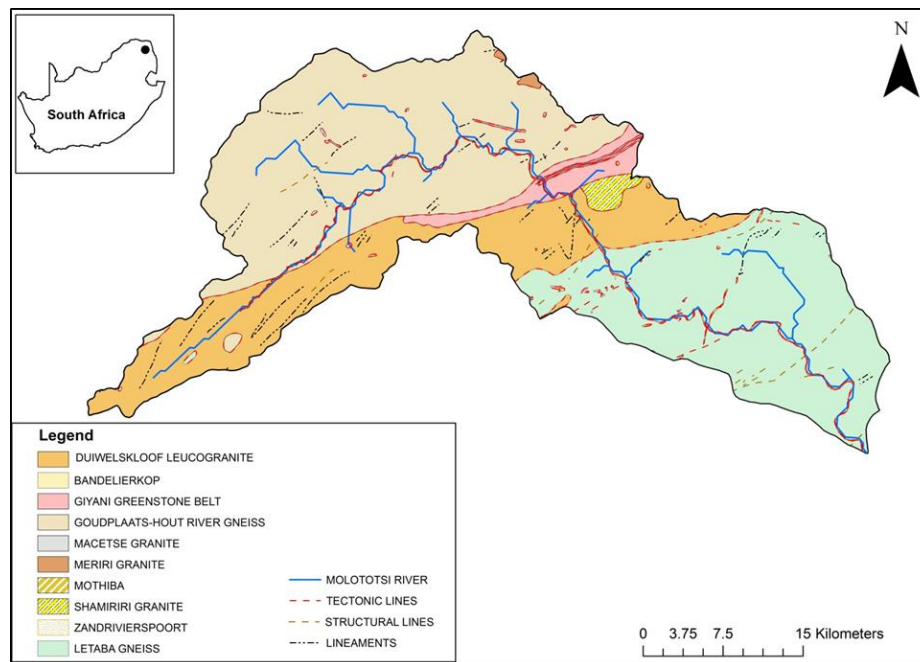 South Africa
N
Legend
DUIWELSKLOOF LEUCOGRANITE
BANDELIERKOP
GIYANI GREENSTONE BELT
GOUDPLAATS-HOUT RIVER GNEISS
MACETSE GRANITE
MERIRI GRANITE
MOTHIBA
SHAMIRIRI GRANITE
ZANDRIVIERSPOORT
LETABA GNEISS
MOLOTOTSI RIVER
TECTONIC LINES
STRUCTURAL LINES
LINEAMENTS
0 3.75 7.5 15 Kilometers